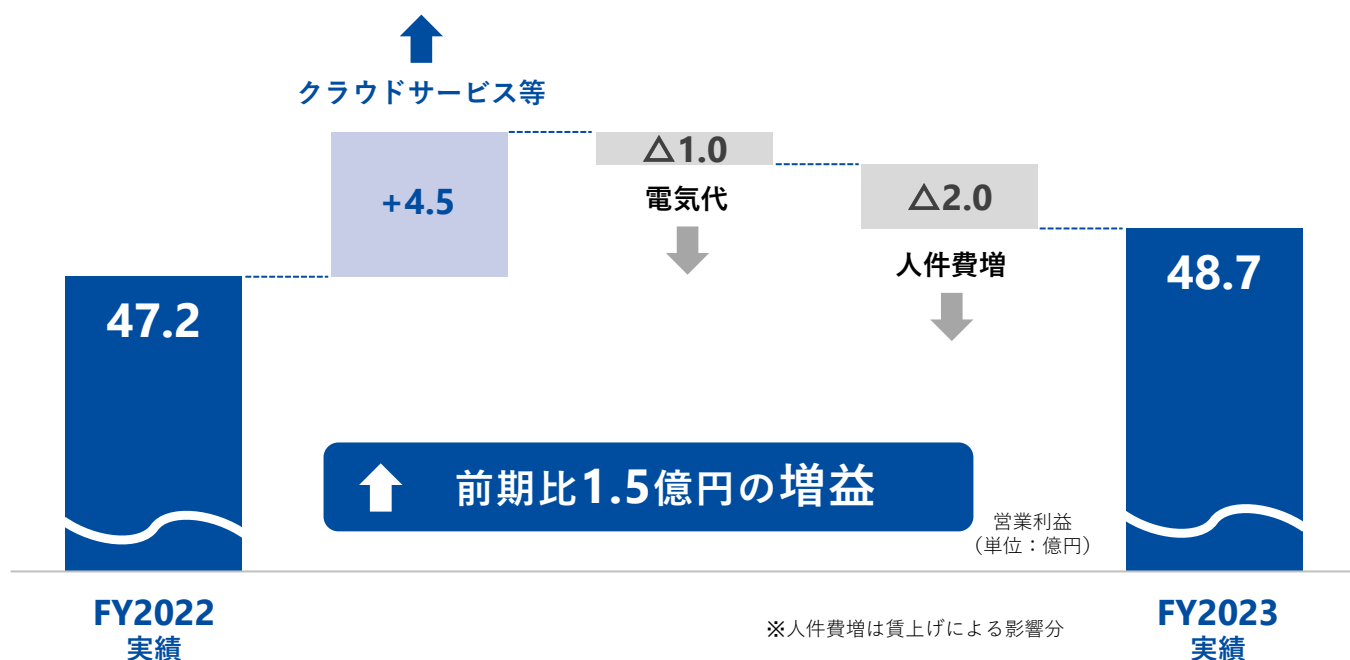 クラウドサービス等
+4.5
△1.0
電気代
△2.0
人件費増
47.2
48.7
前期比1.5億円の増益
営業利益
（単位：億円）
FY2022
実績
※人件費増は賃上げによる影響分
FY2023
実績